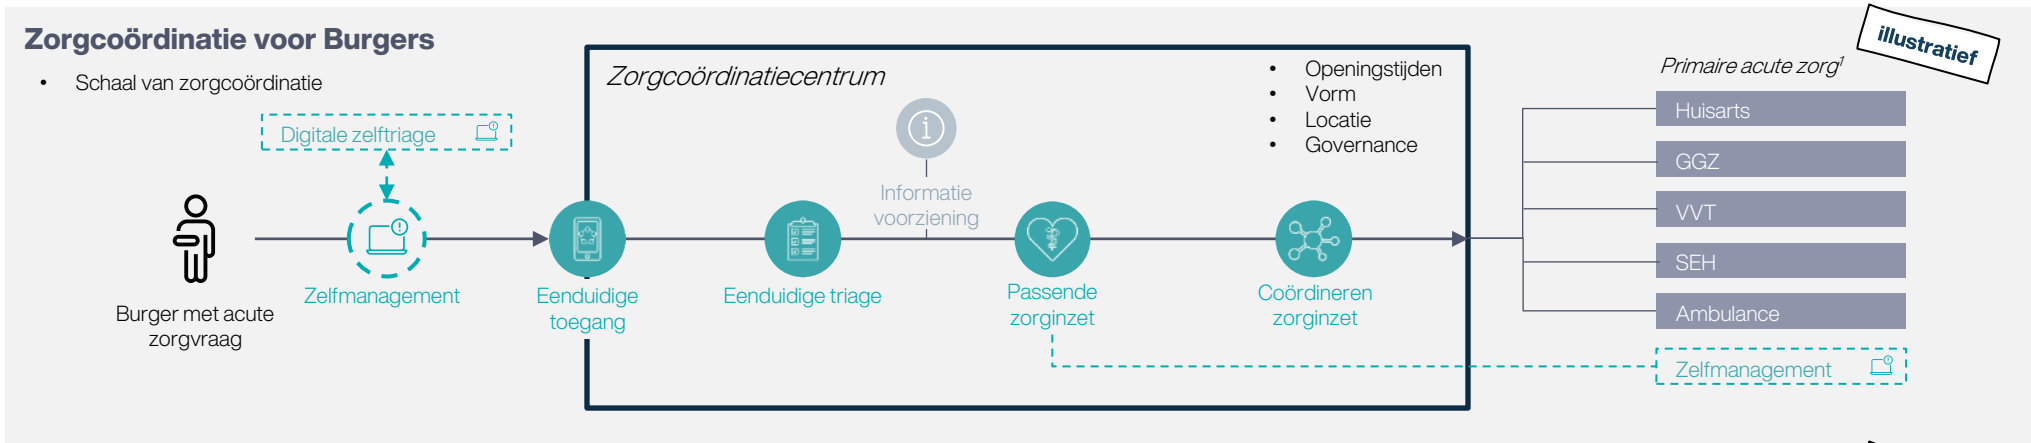 Zorgcoördinatie voor Burgers
• Schaal van zorgcoördinatie
Digitale zelftriage
Burger met acute
zorgvraag
Zelfmanagement
Zorgcoördinatiecentrum
• Openingstijden
• Vorm
• Locatie
• Governance
Eenduidige
toegang
Eenduidige triage
i
Informatie
voorziening
Passende
zorginzet
Coördineren
zorginzet
illustratief
Primaire acute zorg¹
Huisarts
GGZ
VVT
SEH
Ambulance
Zelfmanagement